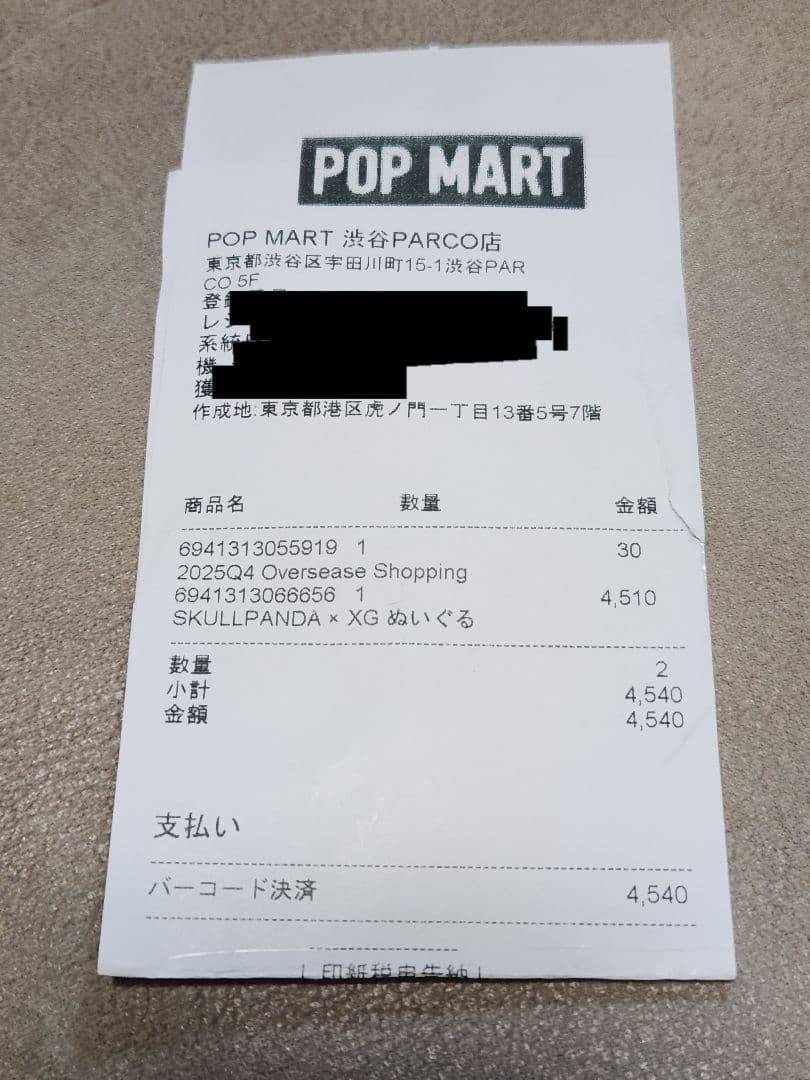 POP MART
POP MART 渋谷PARCO店
東京都渋谷区宇田川町15-1渋谷PAR
CO 5F
作成地:東京都港区虎ノ門一丁目13番5号7階
商品名 数量 金額
6941313055919 1 30
2025Q4 Oversease Shopping
6941313066656 1 4,510
SKULLPANDA × XG ぬいぐる
数量 2
小計 4,540
金額 4,540
支払い
バーコード決済 4,540